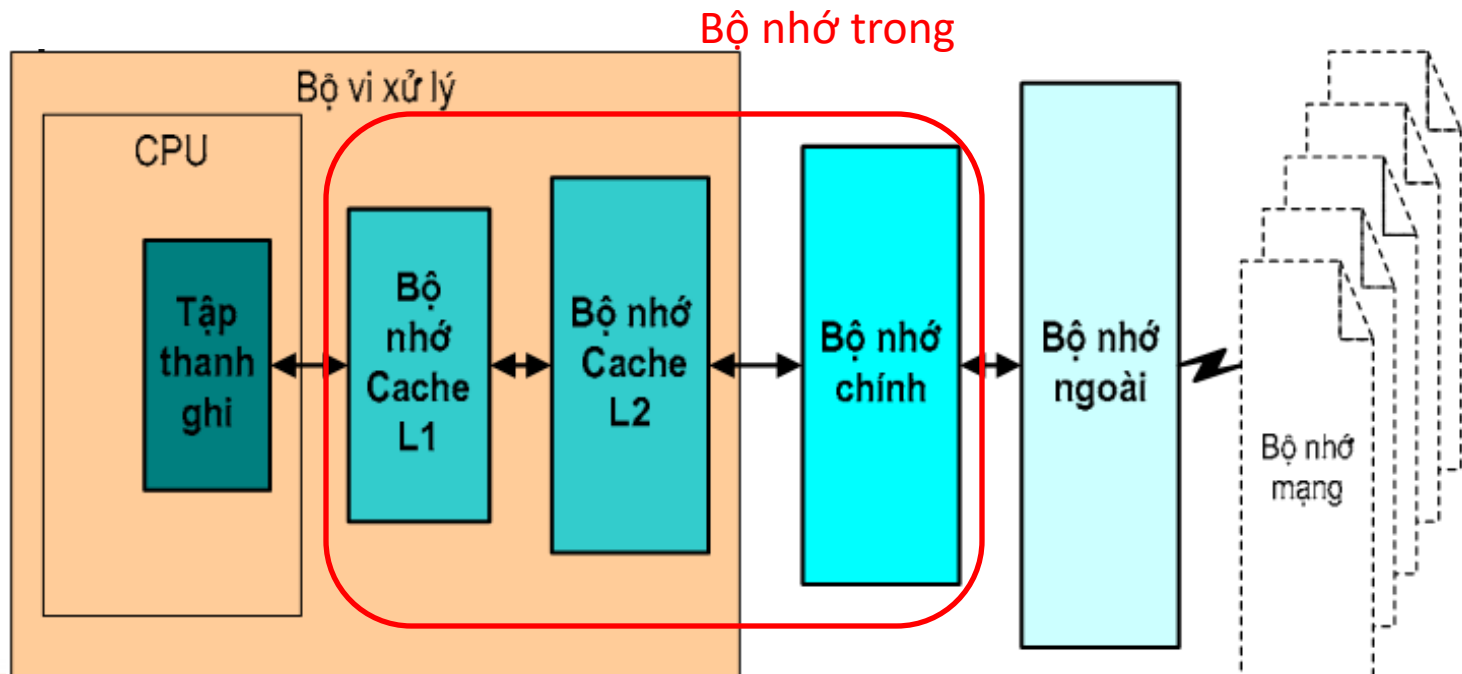 Bộ nhớ trong
Bộ vi xử lý
CPU
Tập
thanh
ghi
Bộ
nhớ
Cache
L1
Bộ nhớ
Cache
L2
Bộ nhớ
chính
Bộ nhớ
ngoài
Bộ nhớ
mạng